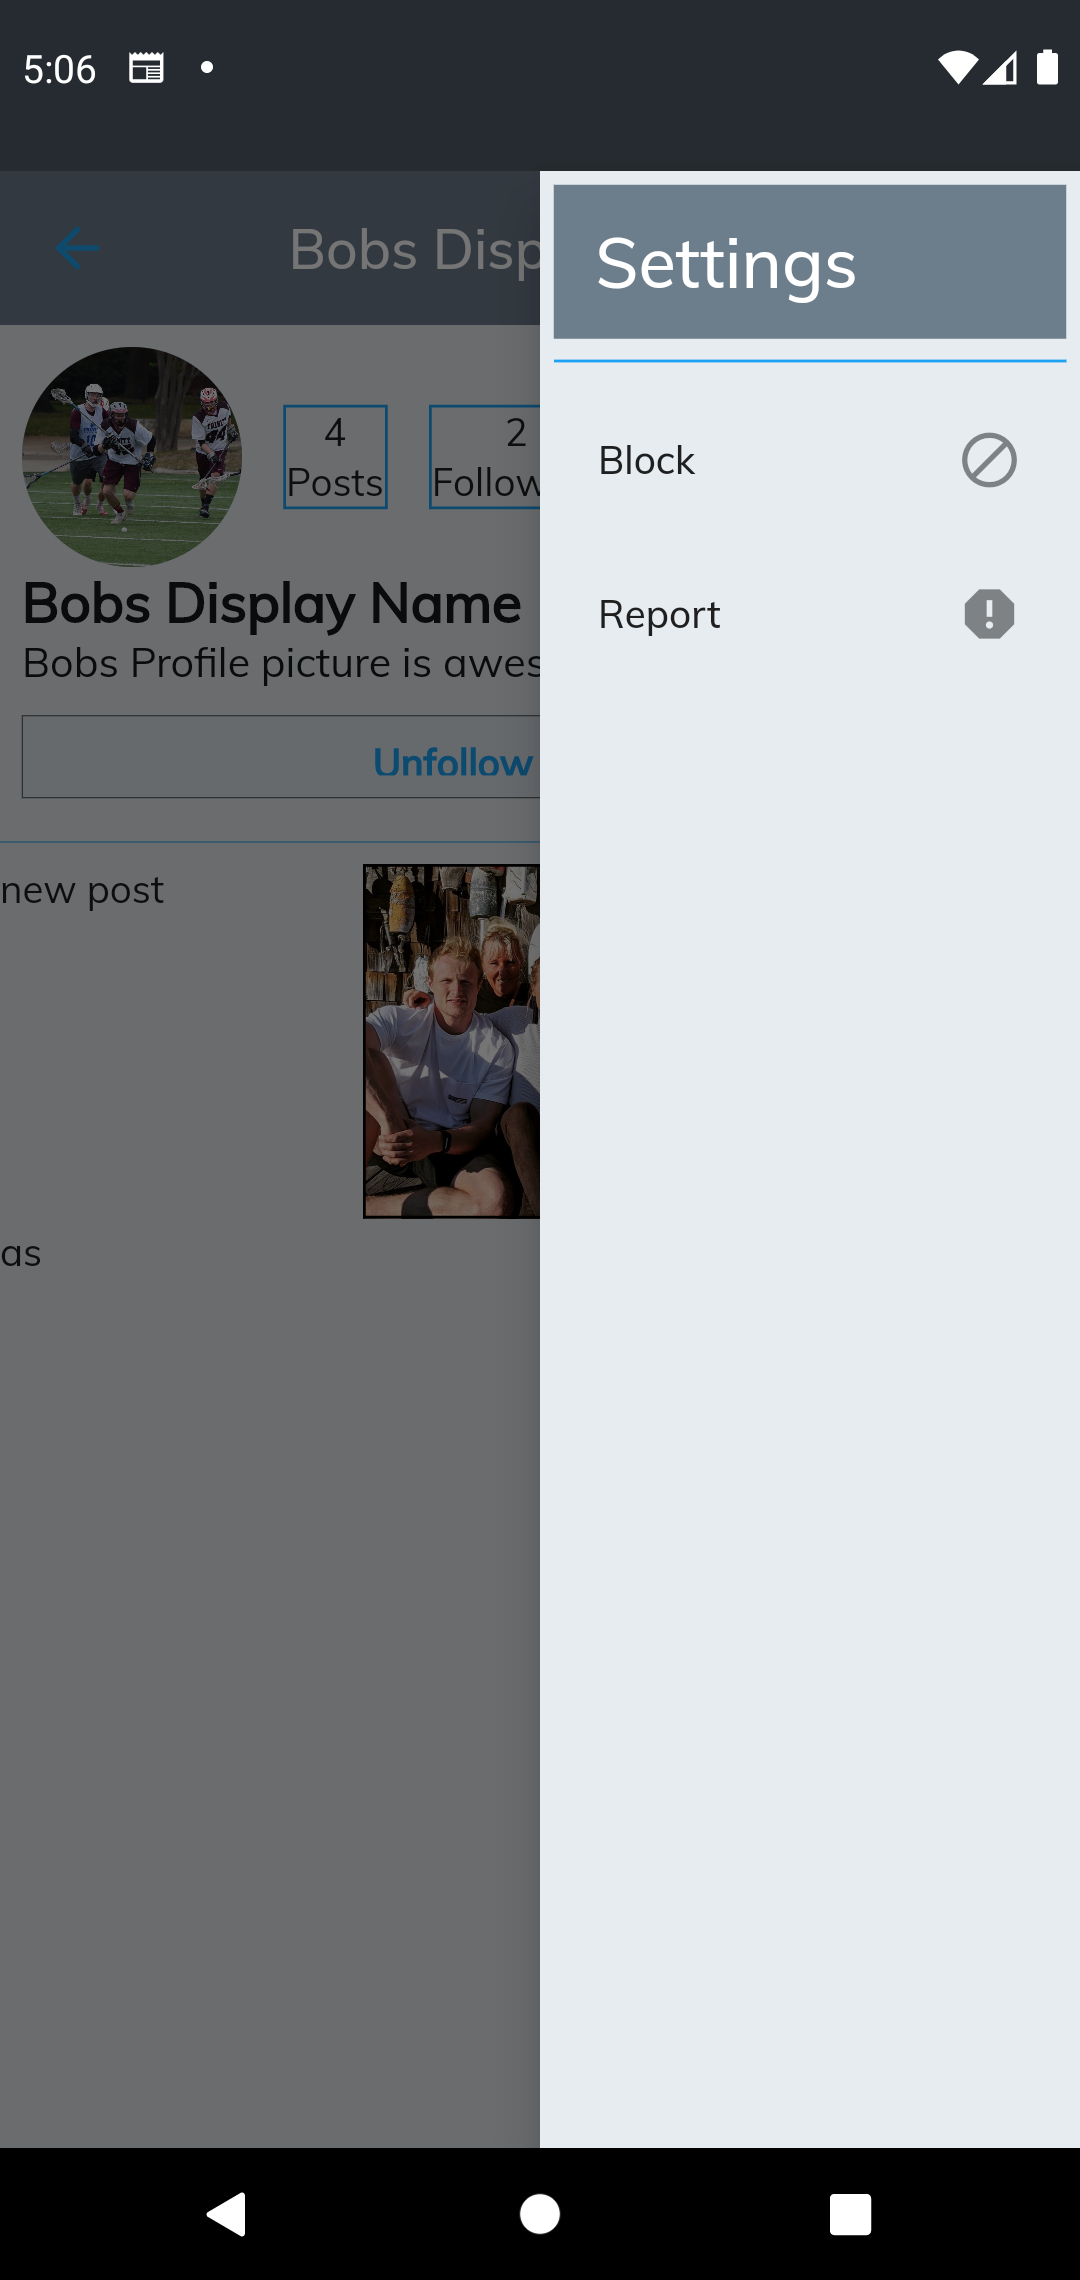 5:06
Bobs Disp
Settings
4
Posts
2
Follow
Block
Bobs Display Name
Report
Bobs Profile picture is awes
Unfollow
new post
as